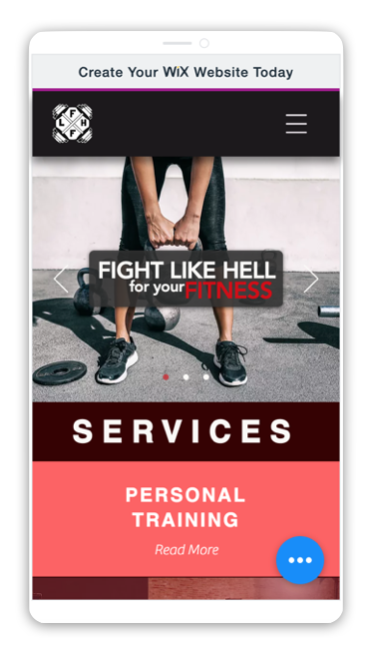 Create Your WiX Website Today
F
L H
F
FIGHT LIKE HELL
for your FITNESS
SERVICES
PERSONAL
TRAINING
Read More